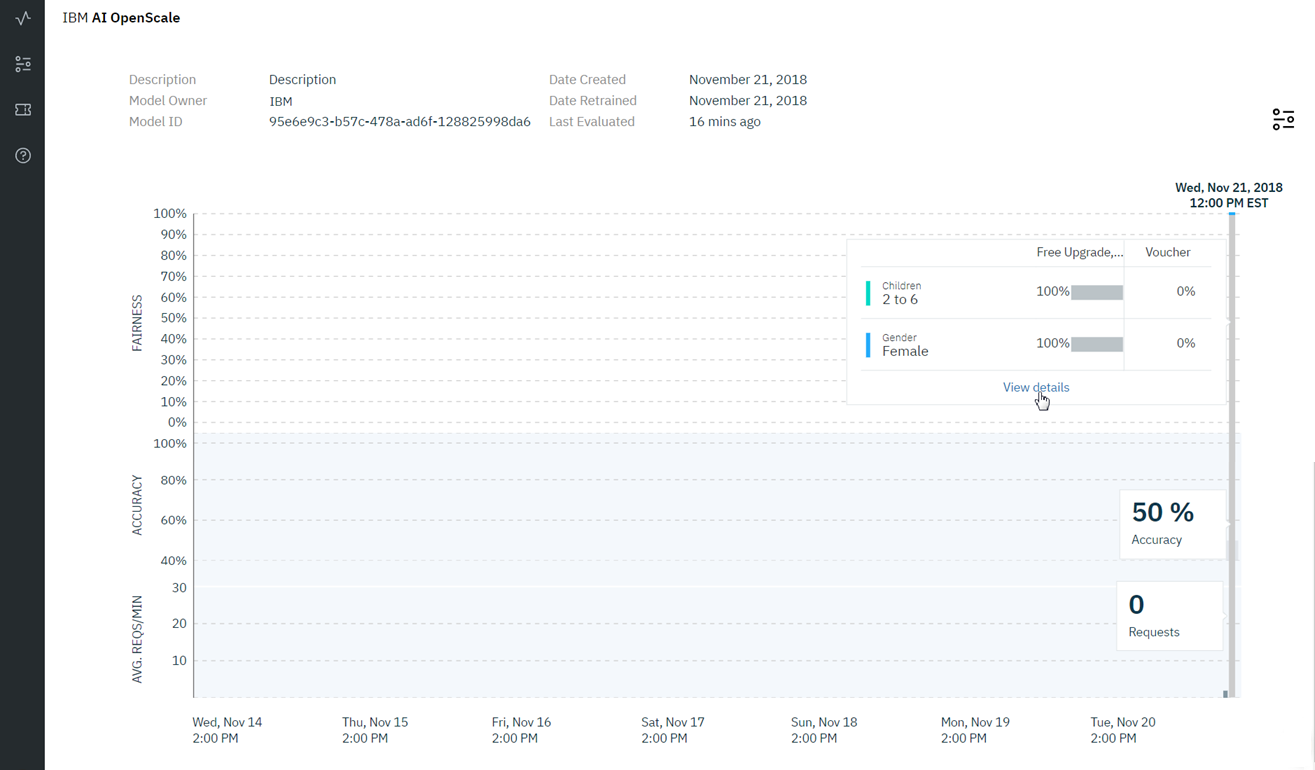 IBM AI OpenScale
Description Description Date Created November 21, 2018
Model Owner IBM Date Retrained November 21, 2018
Model ID 95e6e9c3-b57c-478a-ad6f-128825998da6 Last Evaluated 16 mins ago
Wed, Nov 21, 2018
12:00 PM EST
FAIRNESS
100%
90%
80%
70%
60%
50%
40%
30%
20%
10%
0%
Free Upgrade,... Voucher
Children
2 to 6 100% 0%
Gender
Female 100% 0%
View details
ACCURACY
100%
80%
60%
40%
50 %
Accuracy
AVG. REQS/MIN
30
20
10
0
Requests
Wed, Nov 14 Thu, Nov 15 Fri, Nov 16 Sat, Nov 17 Sun, Nov 18 Mon, Nov 19 Tue, Nov 20
2:00 PM 2:00 PM 2:00 PM 2:00 PM 2:00 PM 2:00 PM 2:00 PM